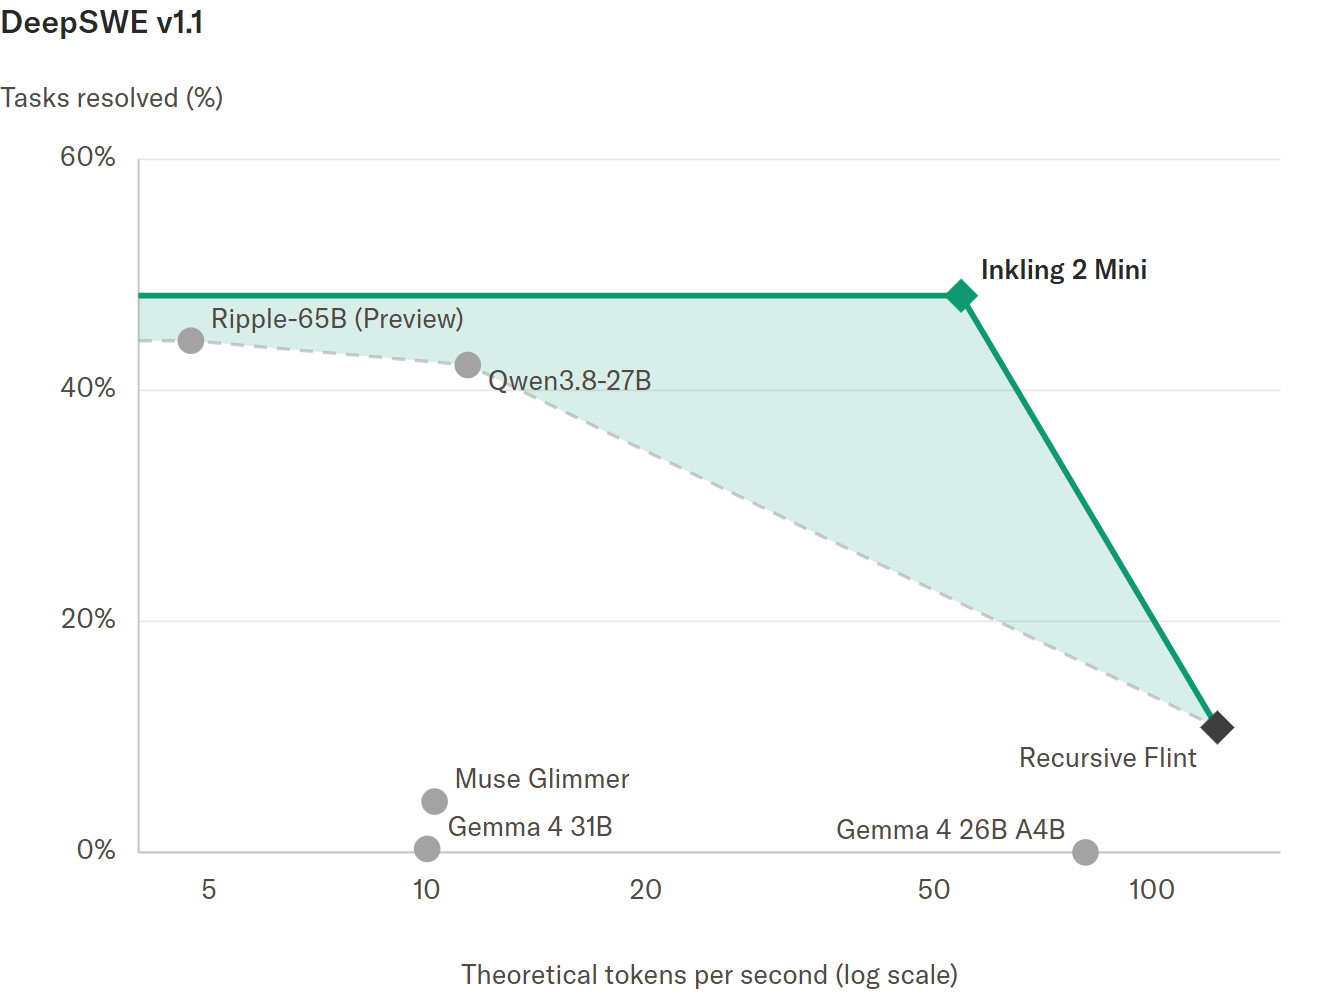 DeepSWE v1.1
Tasks resolved (%)
60%
Inkling 2 Mini
Ripple-65B (Preview)
Qwen3.8-27B
40%
20%
Recursive Flint
Muse Glimmer
Gemma 4 31B
Gemma 4 26B A4B
0%
5 10 20 50 100
Theoretical tokens per second (log scale)